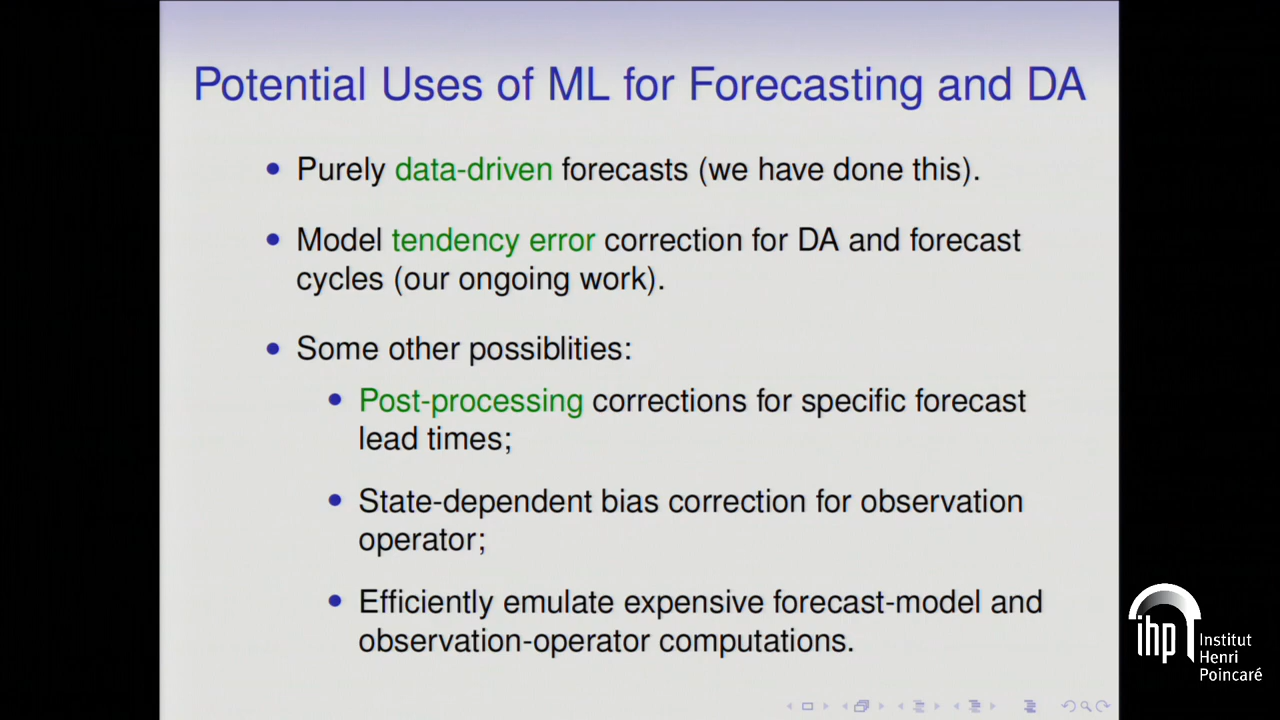 Potential Uses of ML for Forecasting and DA
Purely data-driven forecasts (we have done this).
Model tendency error correction for DA and forecast
cycles (our ongoing work).
Some other possiblities:
Post-processing corrections for specific forecast
lead times;
State-dependent bias correction for observation
operator;
Efficiently emulate expensive forecast-model and
observation-operator computations.
ihp
Institut
Henri
Poincaré